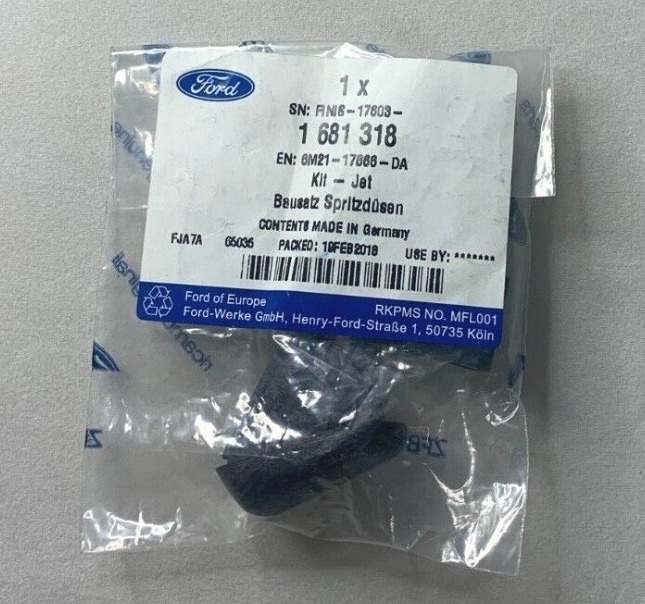 Ford
1 x
SN: FINIS-17603-
1 681 318
EN: 6M21-17666-DA
Kit - Jet
Bausatz Spritzdüsen
CONTENTS MADE IN Germany
FJA7A 65035 PACKED: 19FEB2018 USE BY: *******
Ford of Europe
RKPMS NO. MFL001
Ford-Werke GmbH, Henry-Ford-Straße 1, 50735 Köln